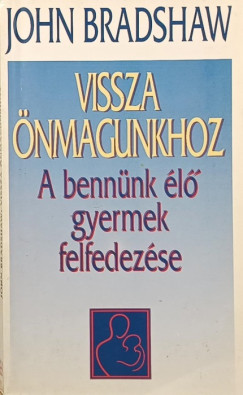 JOHN BRADSHAW
VISSZA
ÖNMAGUNKHOZ
A bennünk élő
gyermek
felfedezése